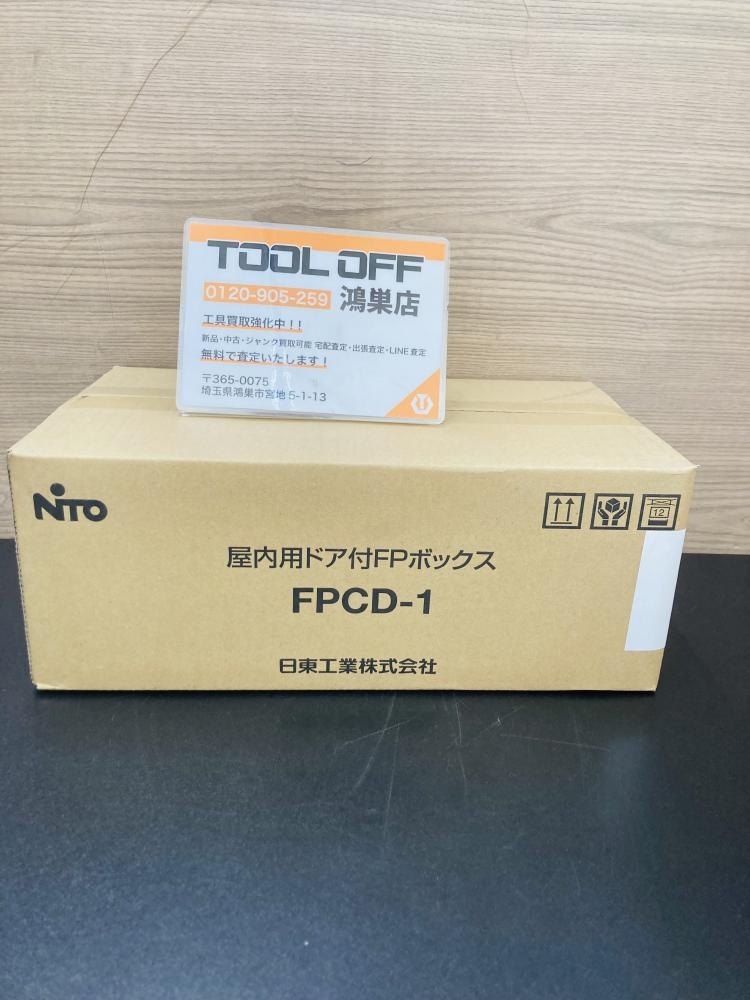 TOOL OFF
0120-905-259 鴻巣店
工具買取強化中！！
新品・中古・ジャンク買取可能 宅配査定・出張査定・LINE査定
無料で査定いたします！
〒365-0075
埼玉県鴻巣市宮地5-1-13
NITO
12
屋内用ドア付FPボックス
FPCD-1
日東工業株式会社